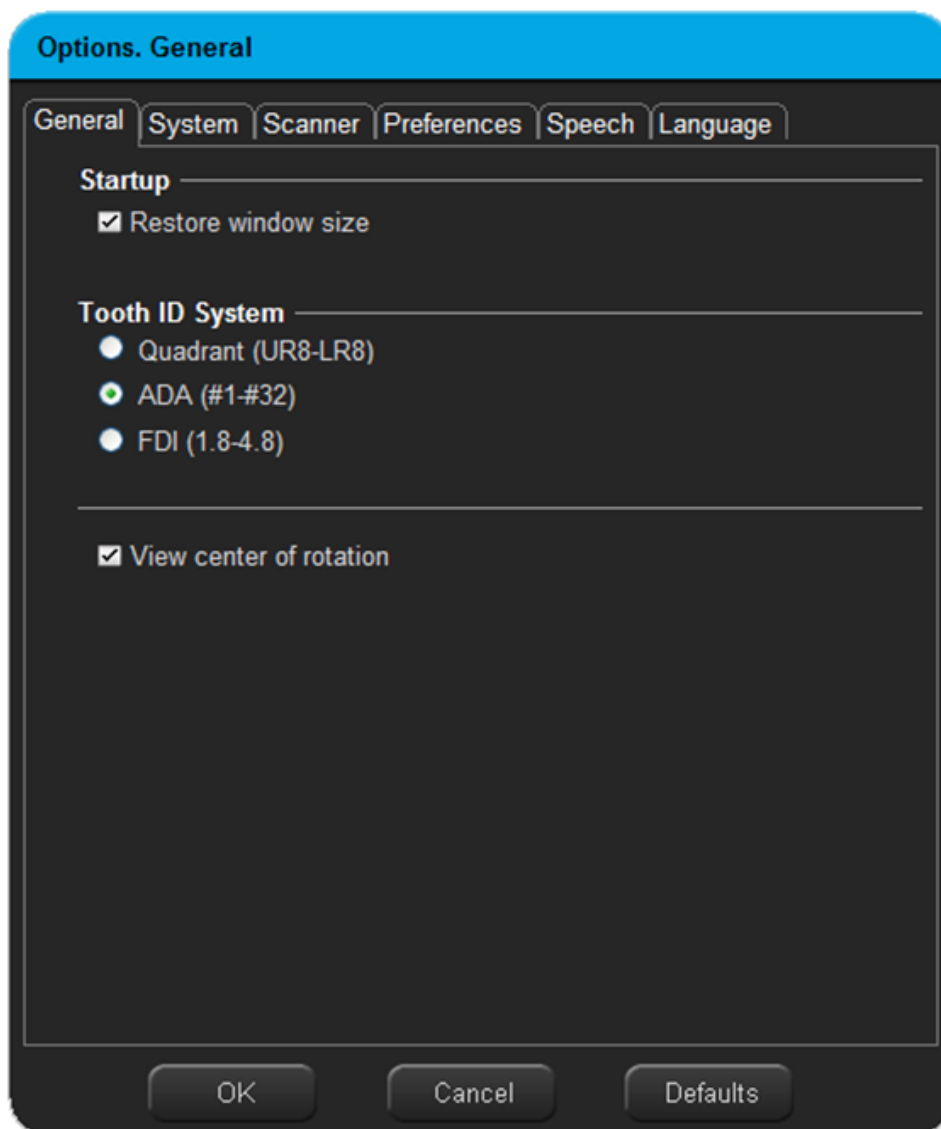 Options. General
General System Scanner Preferences Speech Language
Startup
Restore window size
Tooth ID System
Quadrant (UR8-LR8)
ADA (#1-#32)
FDI (1.8-4.8)
View center of rotation
OK Cancel Defaults